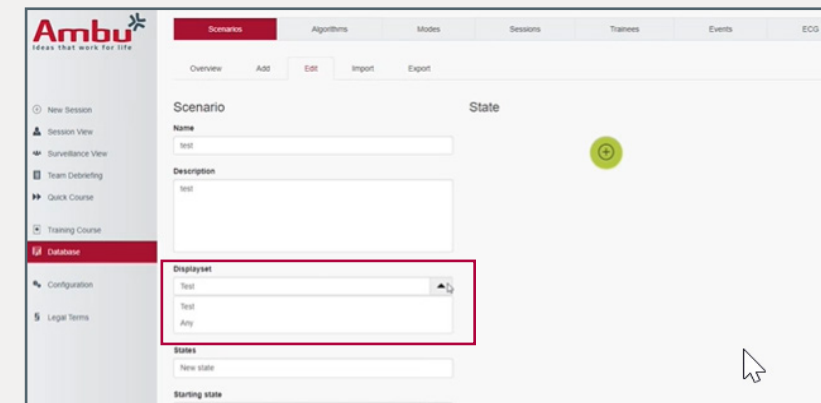 Ambu
Ideas that work for life
Scenarios
Algorithms
Modes
Sessions
Trainees
Events
ECG
Overview
Add
Edit
Import
Export
New Session
Session View
Surveillance View
Team Debriefing
Quick Course
Training Course
Database
Configuration
§ Legal Terms
Scenario
Name
test
Description
test
Displayset
Test
Test
Any
States
New state
Starting state
State